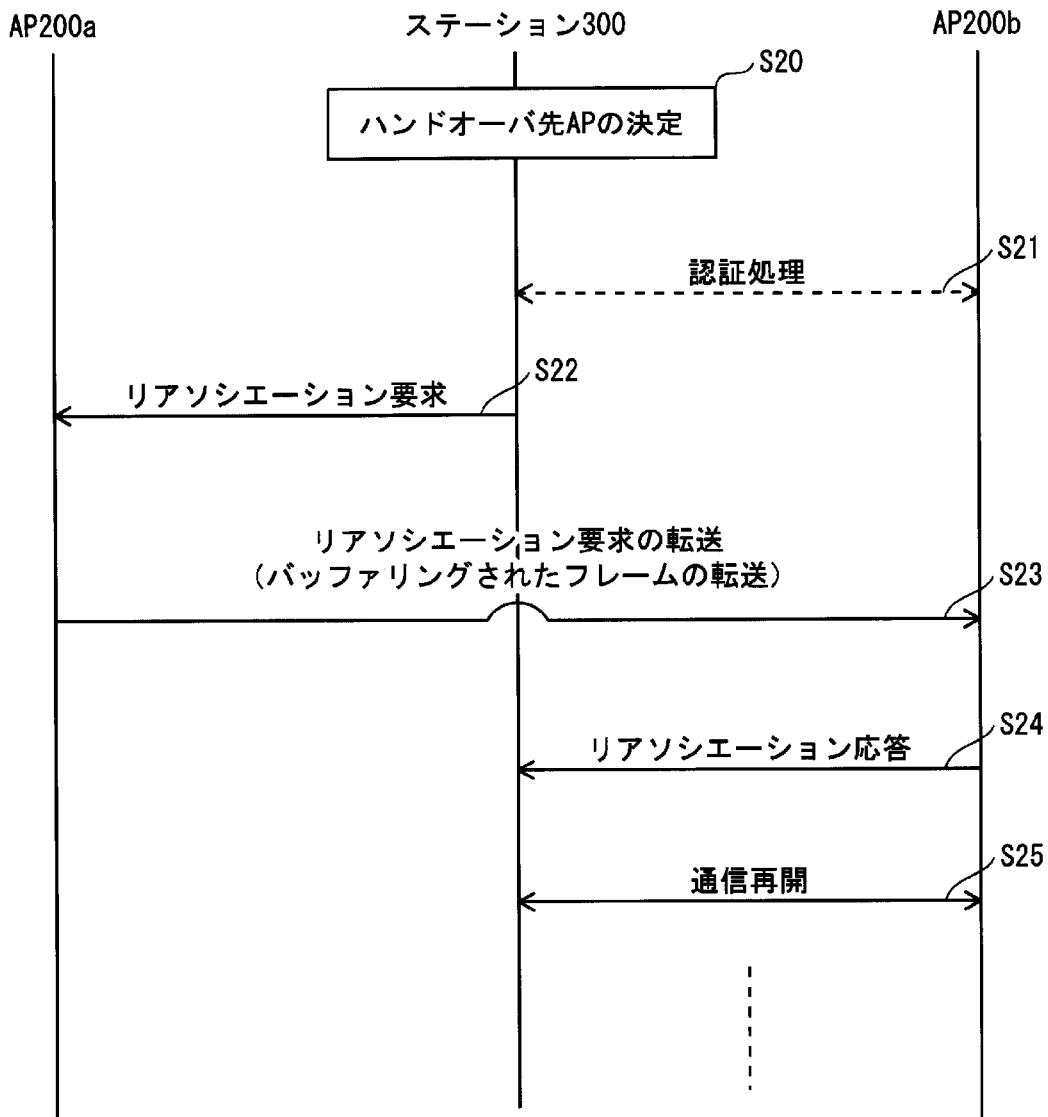 AP200a
ステーション300
AP200b
S20
ハンドオーバ先APの決定
S21
認証処理
S22
リアソシエーション要求
リアソシエーション要求の転送
(バッファリングされたフレームの転送)
S23
S24
リアソシエーション応答
S25
通信再開